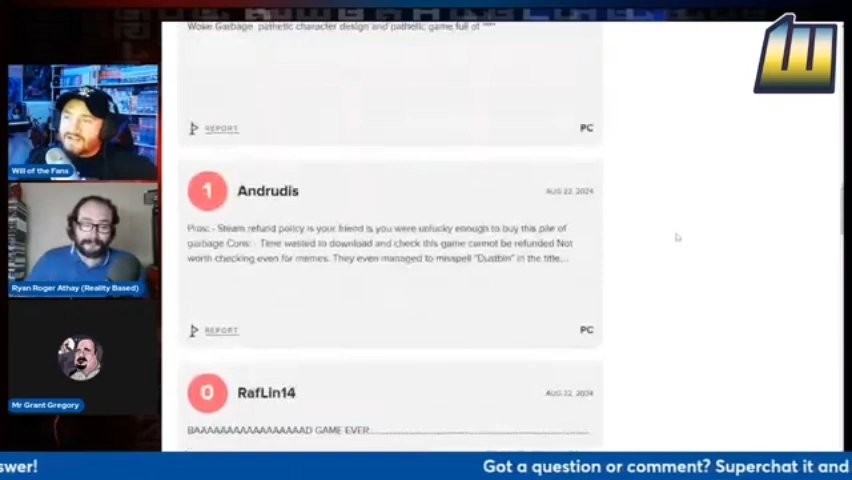 Woke Garbage pathetic character design and pathetic game full of ""
REPORT
PC
1
Andrudis
AUG 22, 2024
Pros: - Steam refund policy is your friend is you were unlucky enough to buy this pile of
garbage Cons: - Time wasted to download and check this game cannot be refunded Not
worth checking even for memes. They even managed to misspell "Dustbin" in the title...
REPORT
PC
0
RafLin14
AUG 22, 2024
BAAAAAAAAAAAAAAAAD GAME EVER
Will of the Fans
Ryan Roger Athay (Reality Based)
Mr Grant Gregory
W
swer!
Got a question or comment? Superchat it and